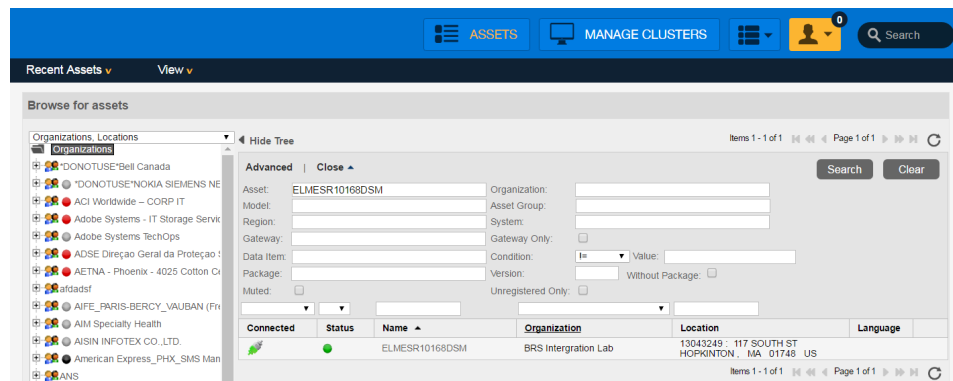 0
ASSETS MANAGE CLUSTERS Search
Recent Assets v View v
Browse for assets
Organizations, Locations
Hide Tree
Items 1 - 1 of 1 Page 1 of 1
Organizations
*DONOTUSE*Bell Canada
*DONOTUSE*NOKIA SIEMENS NE
ACI Worldwide – CORP IT
Adobe Systems - IT Storage Servic
Adobe Systems TechOps
ADSE Direçao Geral da Proteçao
AETNA - Phoenix - 4025 Cotton Ce
afdadsf
AIFE_PARIS-BERCY_VAUBAN (Fre
AIM Specialty Health
AISIN INFOTEX CO.,LTD.
American Express_PHX_SMS Man
ANS
Advanced | Close
Search Clear
Asset: ELMESR10168DSM Organization:
Model: Asset Group:
Region: System:
Gateway: Gateway Only:
Data Item: Condition: != Value:
Package: Version: Without Package:
Muted: Unregistered Only:
Connected Status Name Organization Location Language
ELMESR10168DSM BRS Intergration Lab 13043249 : 117 SOUTH ST
HOPKINTON , MA 01748 US
Items 1 - 1 of 1 Page 1 of 1